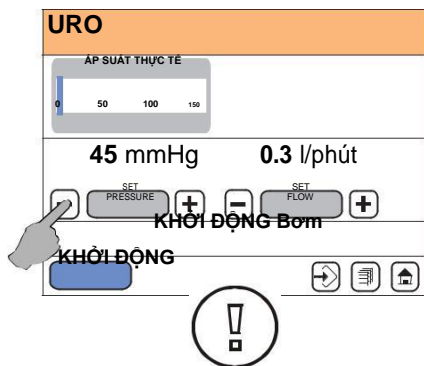 URO
ÁP SUẤT THỰC TẾ
0 50 100 150
45 mmHg 0.3 l/phút
SET PRESSURE
SET FLOW
KHỞI ĐỘNG Bơm
KHỞI ĐỘNG